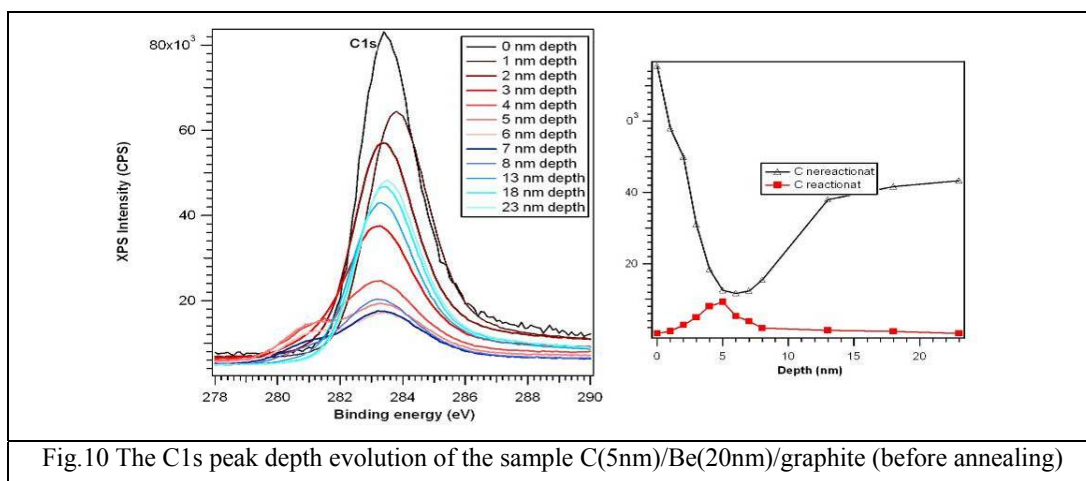 C1s
80x10³
60
40
20
XPS Intensity (CPS)
278
280
282
284
286
288
290
Binding energy (eV)
0 nm depth
1 nm depth
2 nm depth
3 nm depth
4 nm depth
5 nm depth
6 nm depth
7 nm depth
8 nm depth
13 nm depth
18 nm depth
23 nm depth
0³
40
20
C nereactionat
C reactionat
0
5
10
15
20
Depth (nm)
Fig.10 The C1s peak depth evolution of the sample C(5nm)/Be(20nm)/graphite (before annealing)